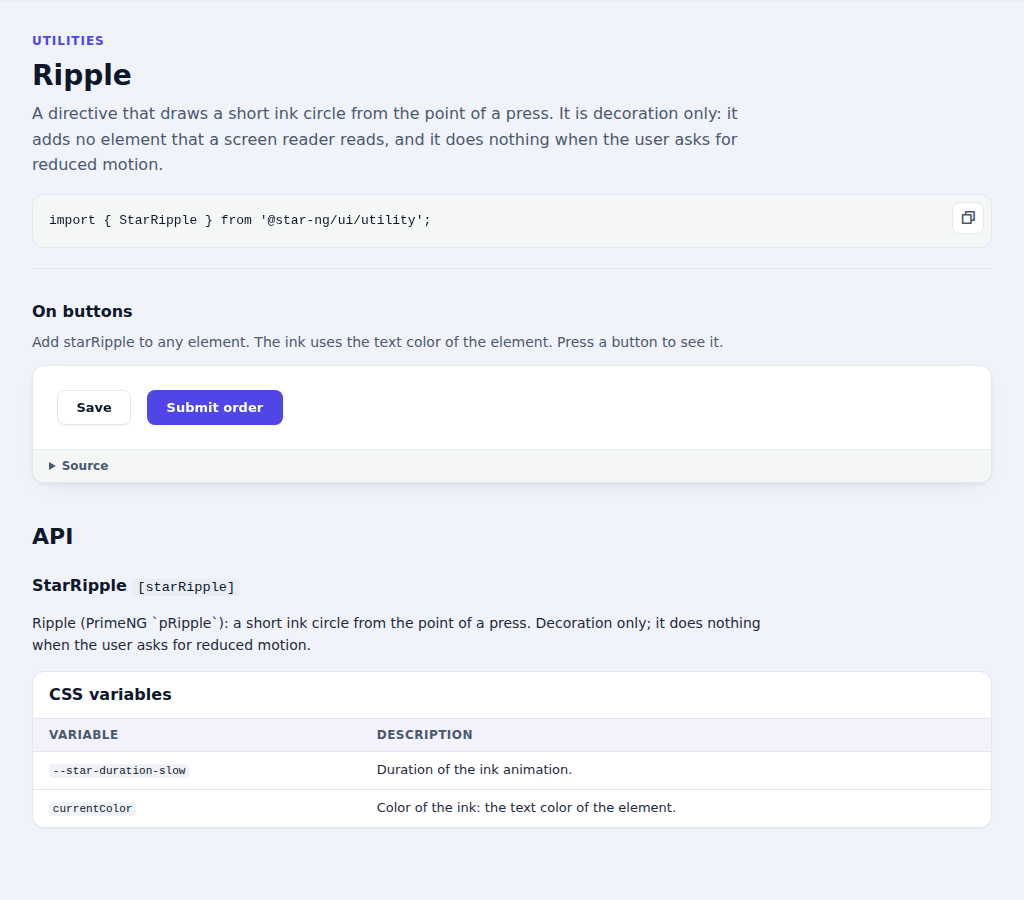 UTILITIES
Ripple
A directive that draws a short ink circle from the point of a press. It is decoration only: it
adds no element that a screen reader reads, and it does nothing when the user asks for
reduced motion.
import { StarRipple } from '@star-ng/ui/utility';
On buttons
Add starRipple to any element. The ink uses the text color of the element. Press a button to see it.
Save
Submit order
Source
API
StarRipple [starRipple]
Ripple (PrimeNG `pRipple`): a short ink circle from the point of a press. Decoration only; it does nothing
when the user asks for reduced motion.
CSS variables
VARIABLE DESCRIPTION
--star-duration-slow Duration of the ink animation.
currentColor Color of the ink: the text color of the element.